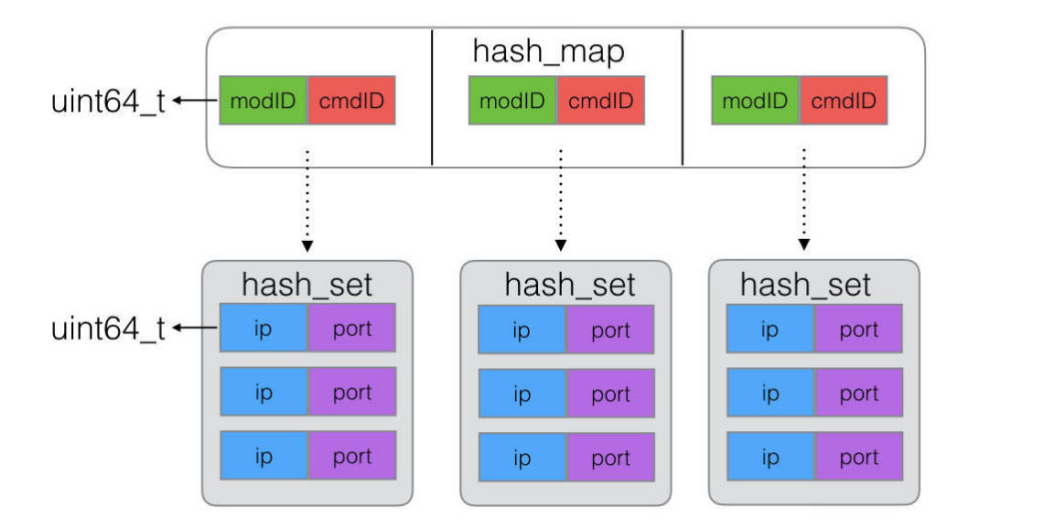 hash_map
uint64_t modID cmdID modID cmdID modID cmdID
hash_set hash_set hash_set
uint64_t ip port ip port ip port
ip port ip port ip port
ip port ip port ip port